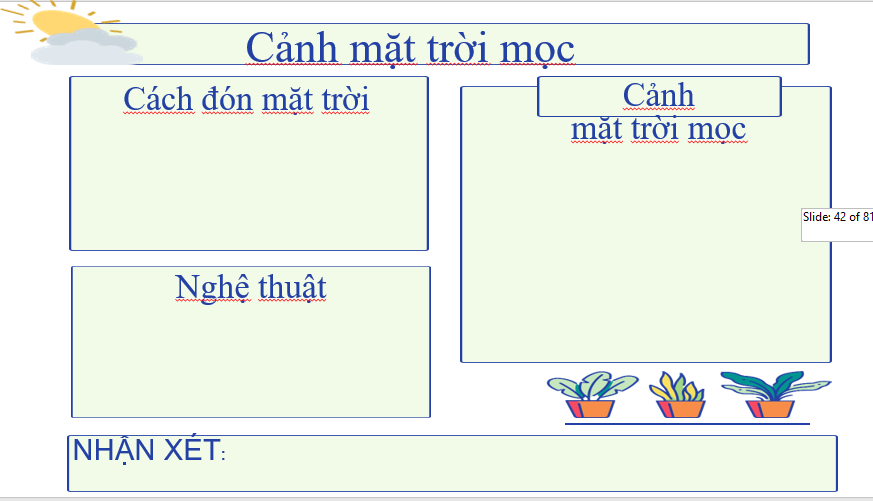 Cảnh mặt trời mọc
Cách đón mặt trời
Cảnh
mặt trời mọc
Slide: 42 of 81
Nghệ thuật
NHẬN XÉT: